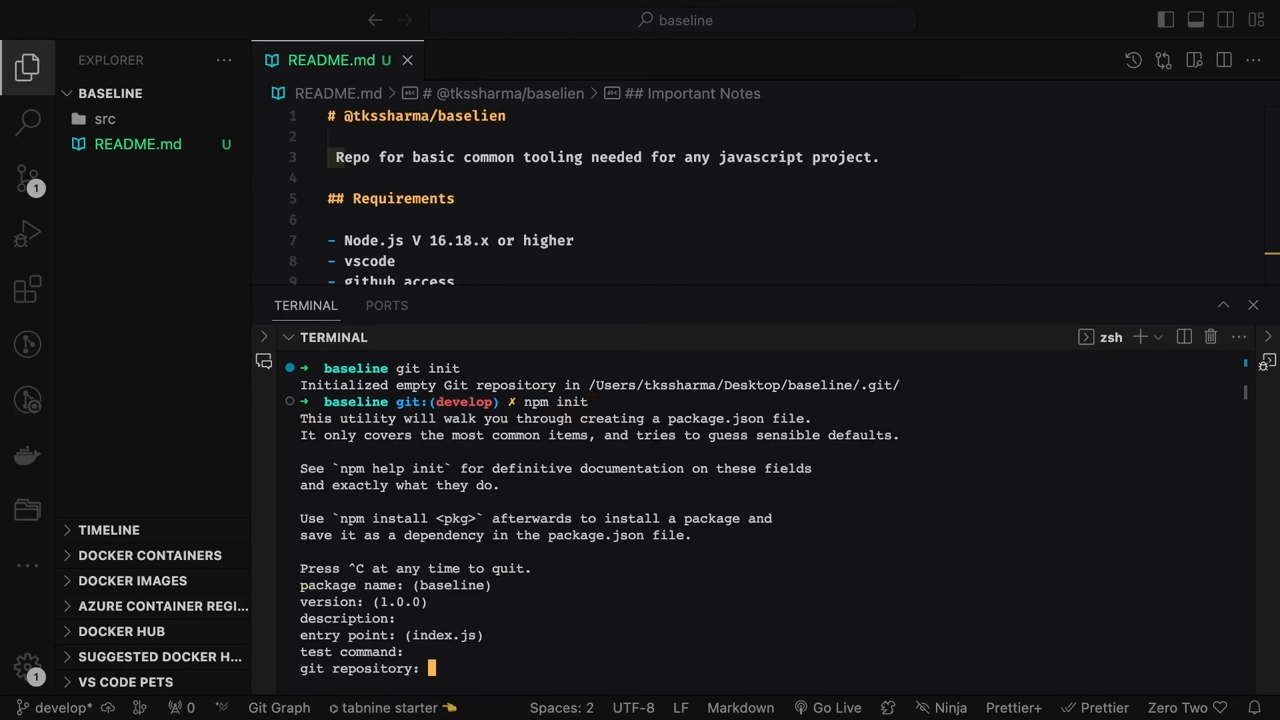 baseline
EXPLORER
BASELINE
src
README.md U
README.md U
README.md > # @tkssharma/baselien > ## Important Notes
1 # @tkssharma/baselien
2
3 Repo for basic common tooling needed for any javascript project.
4
5 ## Requirements
6
7 - Node.js V 16.18.x or higher
8 - vscode
9 - github access
TERMINAL PORTS
TERMINAL
zsh
baseline git init
Initialized empty Git repository in /Users/tkssharma/Desktop/baseline/.git/
baseline git:(develop) ✗ npm init
This utility will walk you through creating a package.json file.
It only covers the most common items, and tries to guess sensible defaults.
See `npm help init` for definitive documentation on these fields
and exactly what they do.
Use `npm install <pkg>` afterwards to install a package and
save it as a dependency in the package.json file.
Press ^C at any time to quit.
package name: (baseline)
version: (1.0.0)
description:
entry point: (index.js)
test command:
git repository:
1
TIMELINE
DOCKER CONTAINERS
DOCKER IMAGES
AZURE CONTAINER REGI...
DOCKER HUB
SUGGESTED DOCKER H...
VS CODE PETS
1
develop* 0 Git Graph tabnine starter Spaces: 2 UTF-8 LF Markdown Go Live Ninja Prettier+ Prettier Zero Two